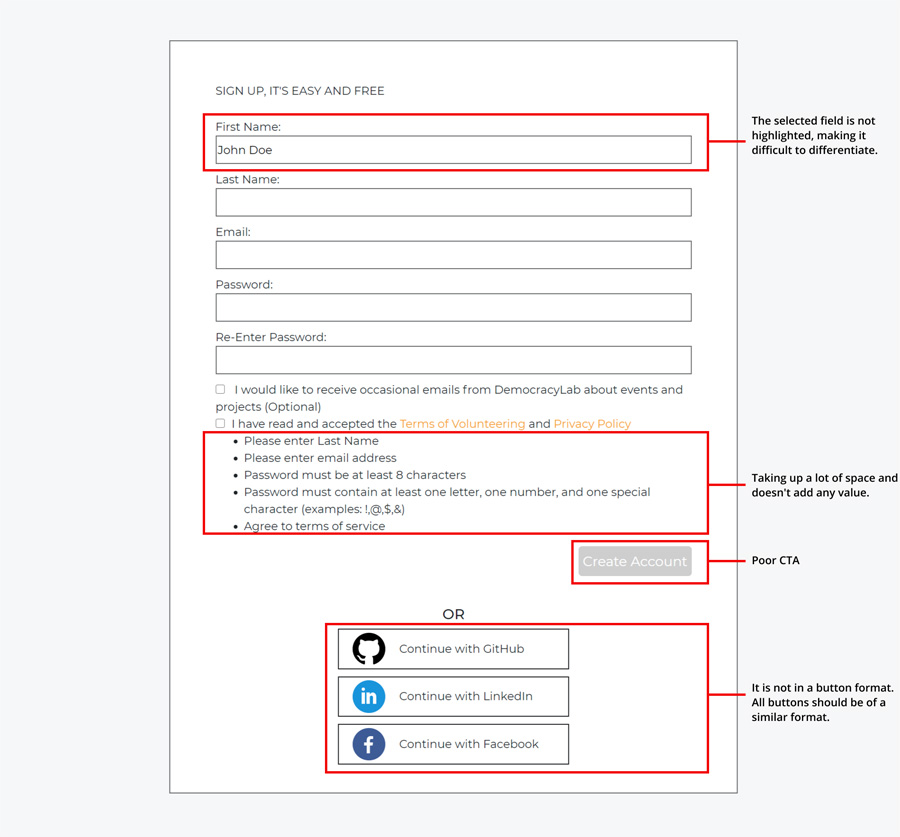 SIGN UP, IT'S EASY AND FREE
First Name:
John Doe
The selected field is not
highlighted, making it
difficult to differentiate.
Last Name:
Email:
Password:
Re-Enter Password:
I would like to receive occasional emails from DemocracyLab about events and
projects (Optional)
I have read and accepted the Terms of Volunteering and Privacy Policy
Please enter Last Name
Please enter email address
Password must be at least 8 characters
Password must contain at least one letter, one number, and one special
character (examples: !,@,$,&)
Agree to terms of service
Taking up a lot of space and
doesn't add any value.
Create Account
Poor CTA
OR
Continue with GitHub
in
Continue with LinkedIn
f
Continue with Facebook
It is not in a button format.
All buttons should be of a
similar format.